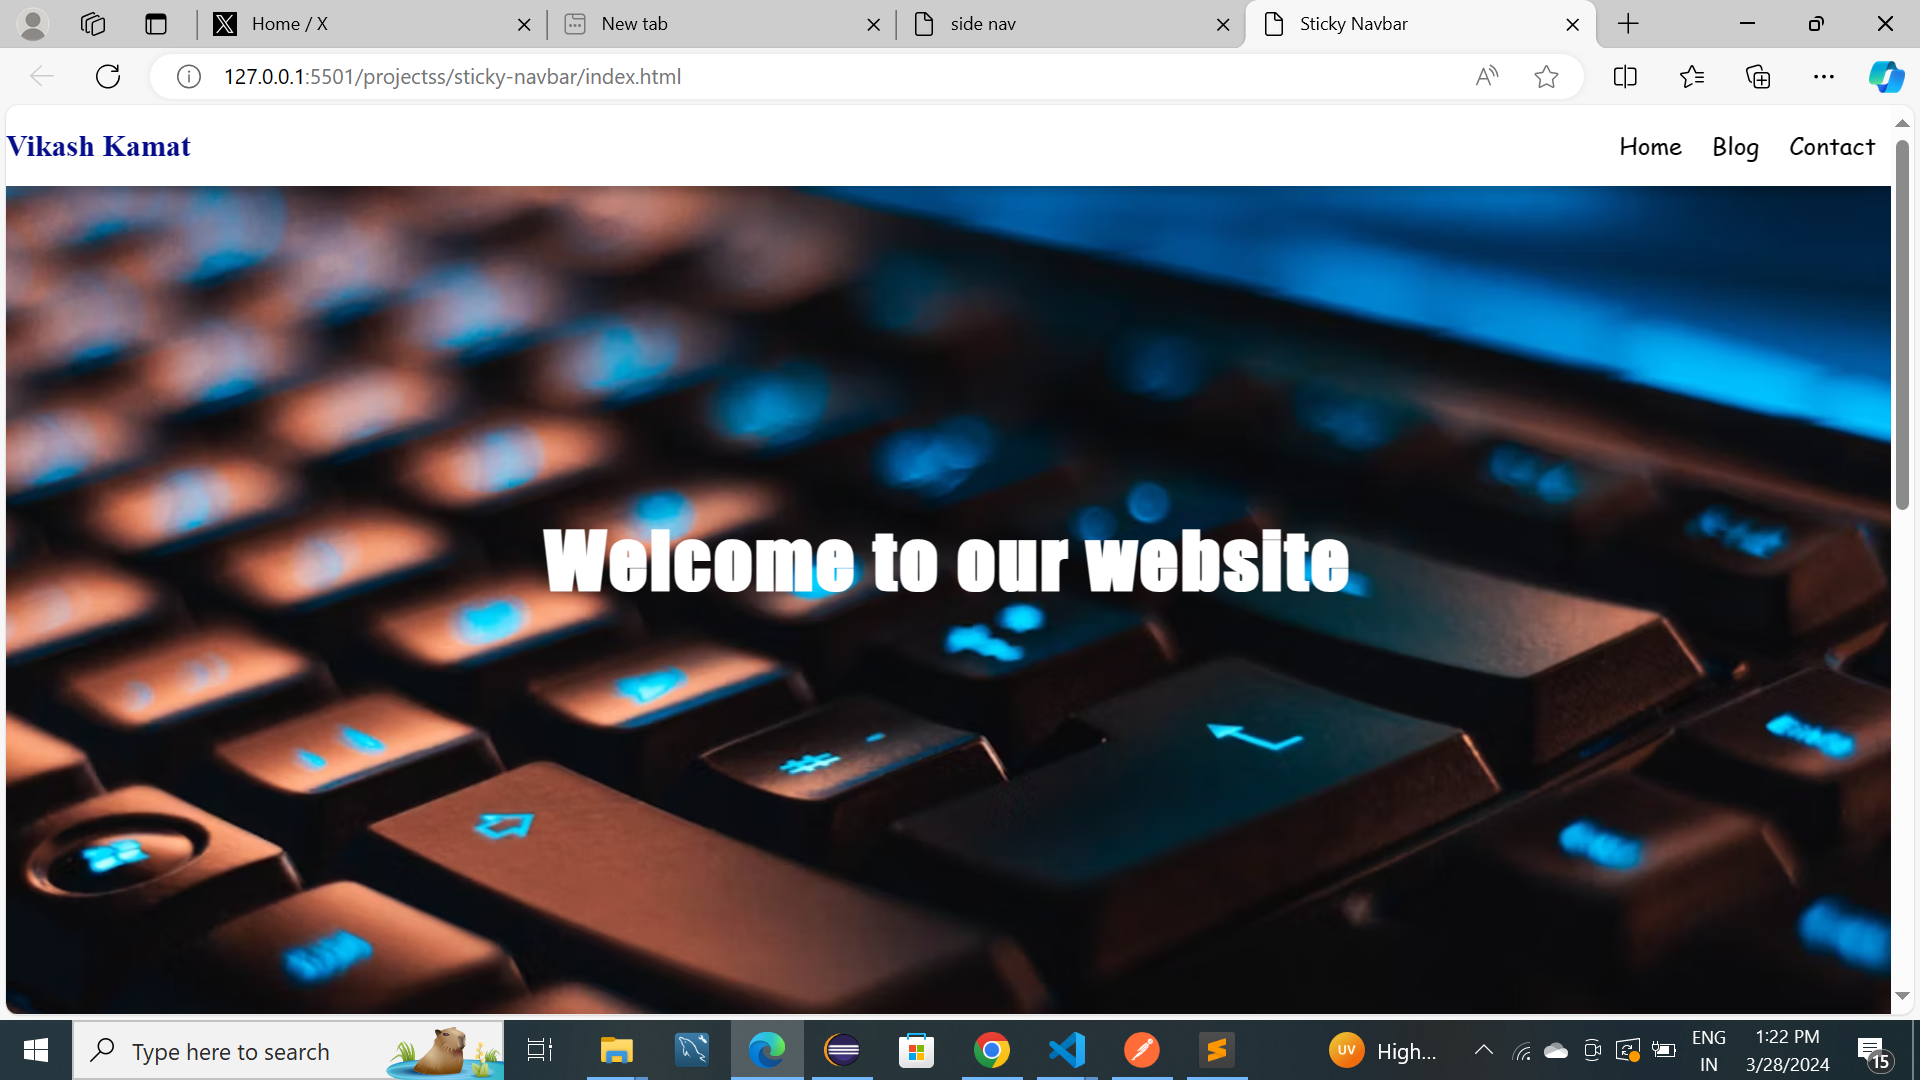 Home / X
New tab
side nav
Sticky Navbar
127.0.0.1:5501/projectss/sticky-navbar/index.html
Vikash Kamat
Home Blog Contact
Welcome to our website
Type here to search
UV
High...
ENG
IN
1:22 PM
3/28/2024
15